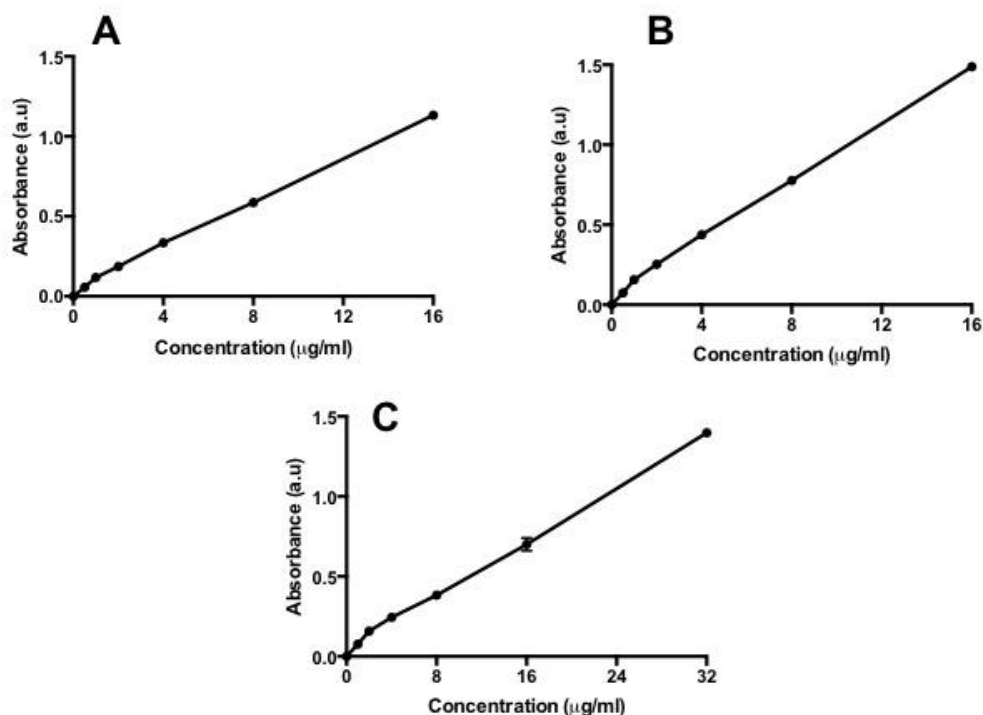 A
1.5
1.0
0.5
0.0
Absorbance (a.u)
0 4 8 12 16
Concentration (μg/ml)
B
1.5
1.0
0.5
0.0
Absorbance (a.u)
0 4 8 12 16
Concentration (μg/ml)
C
1.5
1.0
0.5
0.0
Absorbance (a.u)
0 8 16 24 32
Concentration (μg/ml)